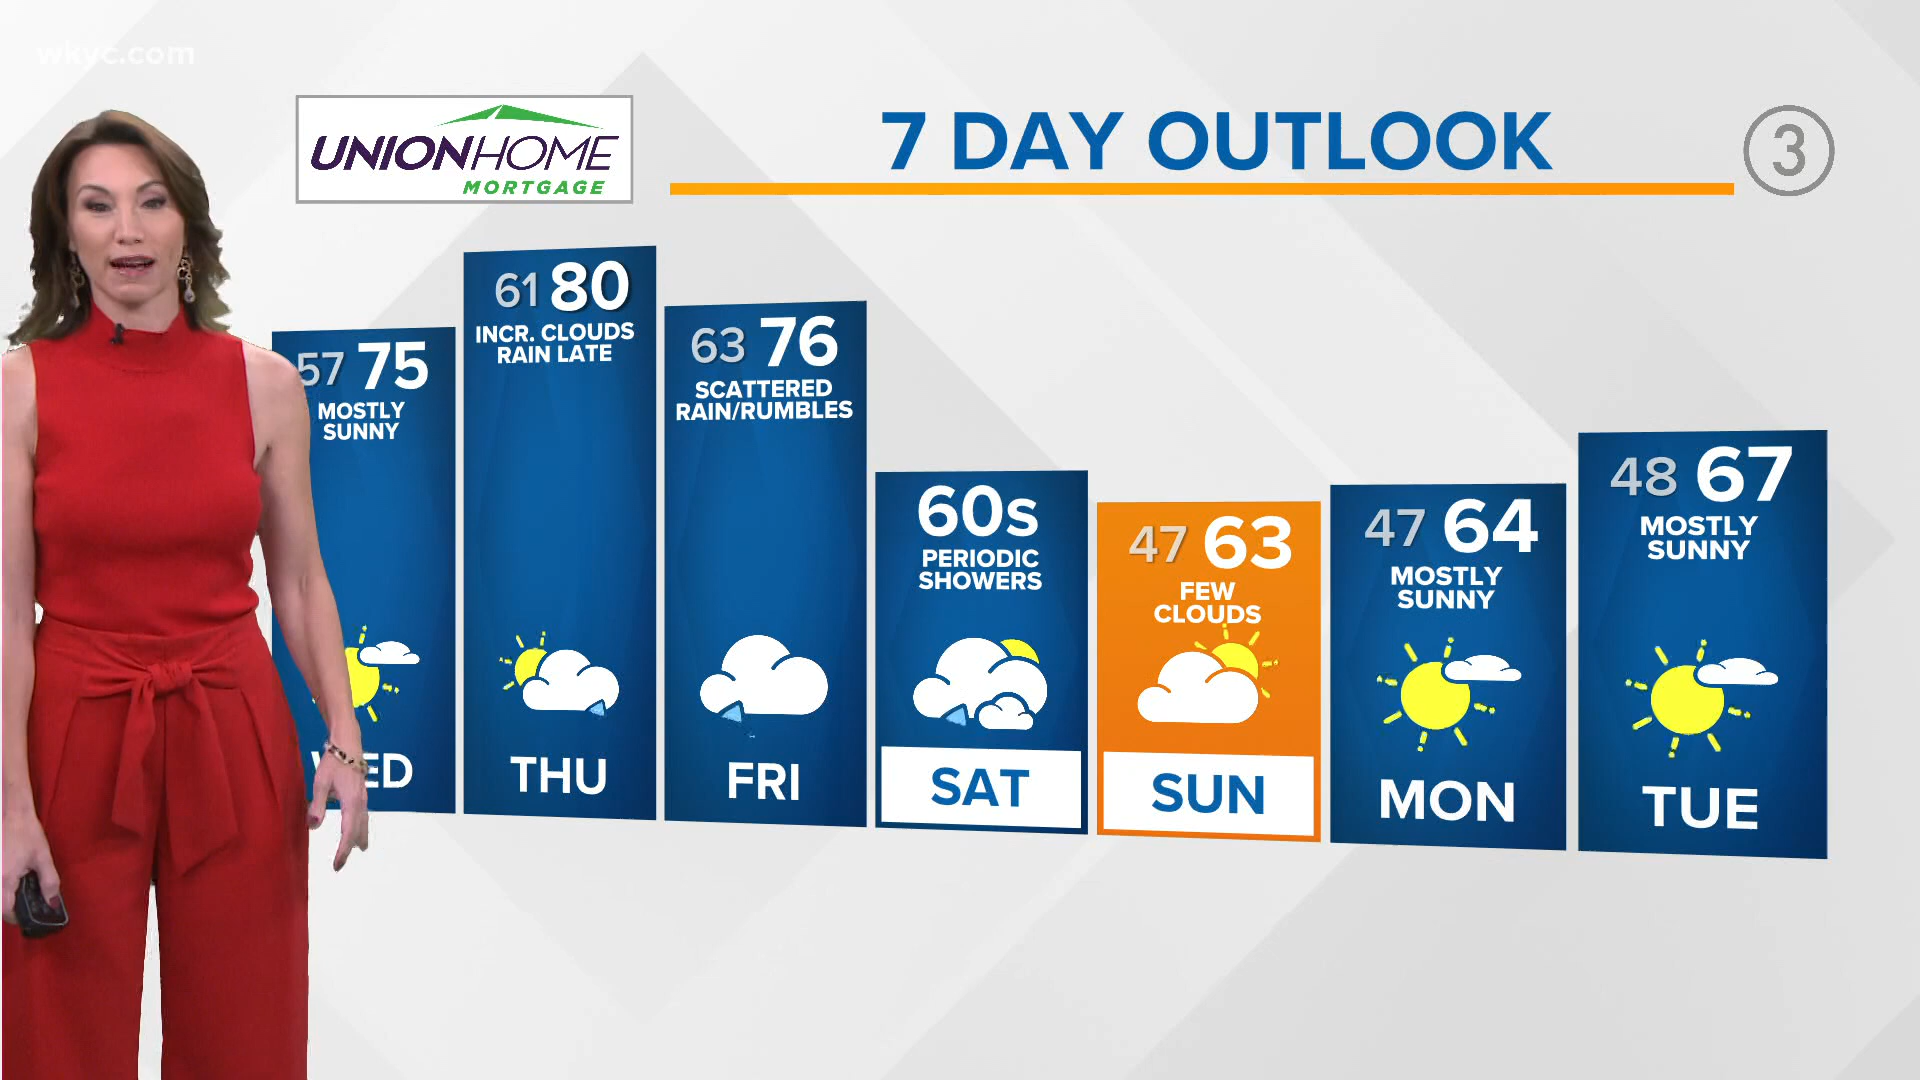 wkyc.com
UNIONHOME
MORTGAGE
7 DAY OUTLOOK
3
57 75
MOSTLY
SUNNY
WED
61 80
INCR. CLOUDS
RAIN LATE
THU
63 76
SCATTERED
RAIN/RUMBLES
FRI
60s
PERIODIC
SHOWERS
SAT
47 63
FEW
CLOUDS
SUN
47 64
MOSTLY
SUNNY
MON
48 67
MOSTLY
SUNNY
TUE